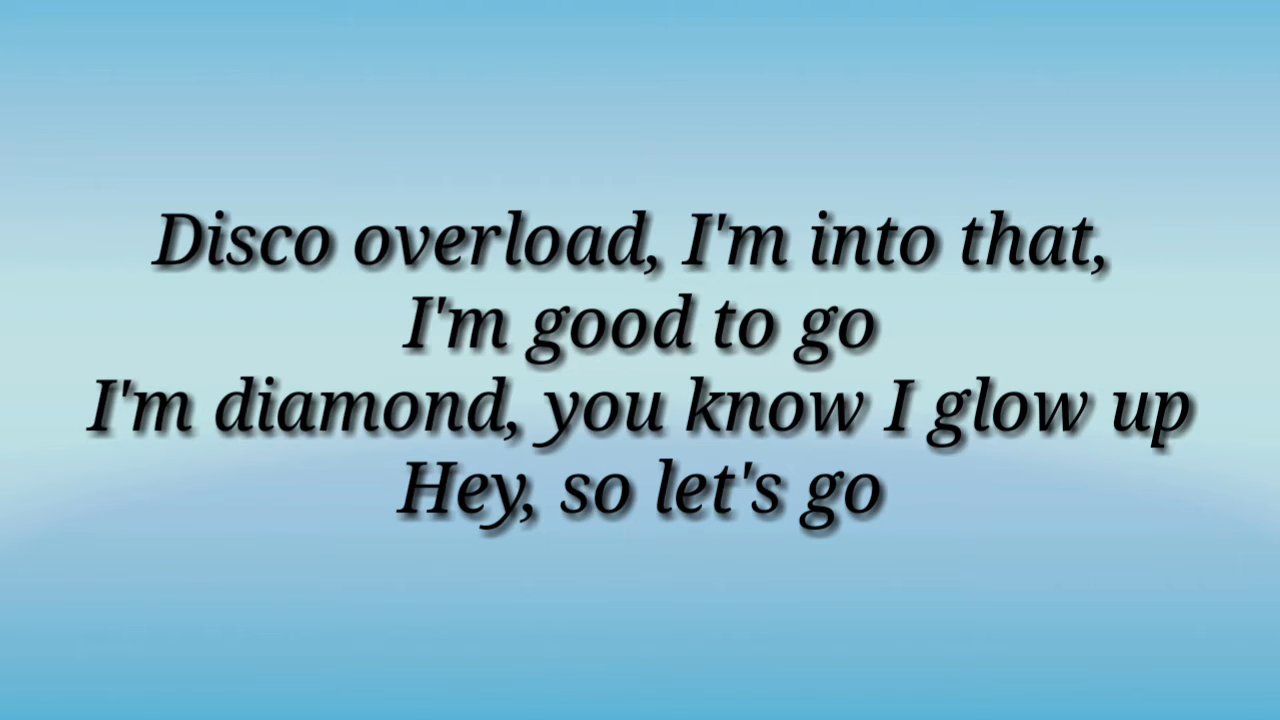 Disco overload, I'm into that,
I'm good to go
I'm diamond, you know I glow up
Hey, so let's go